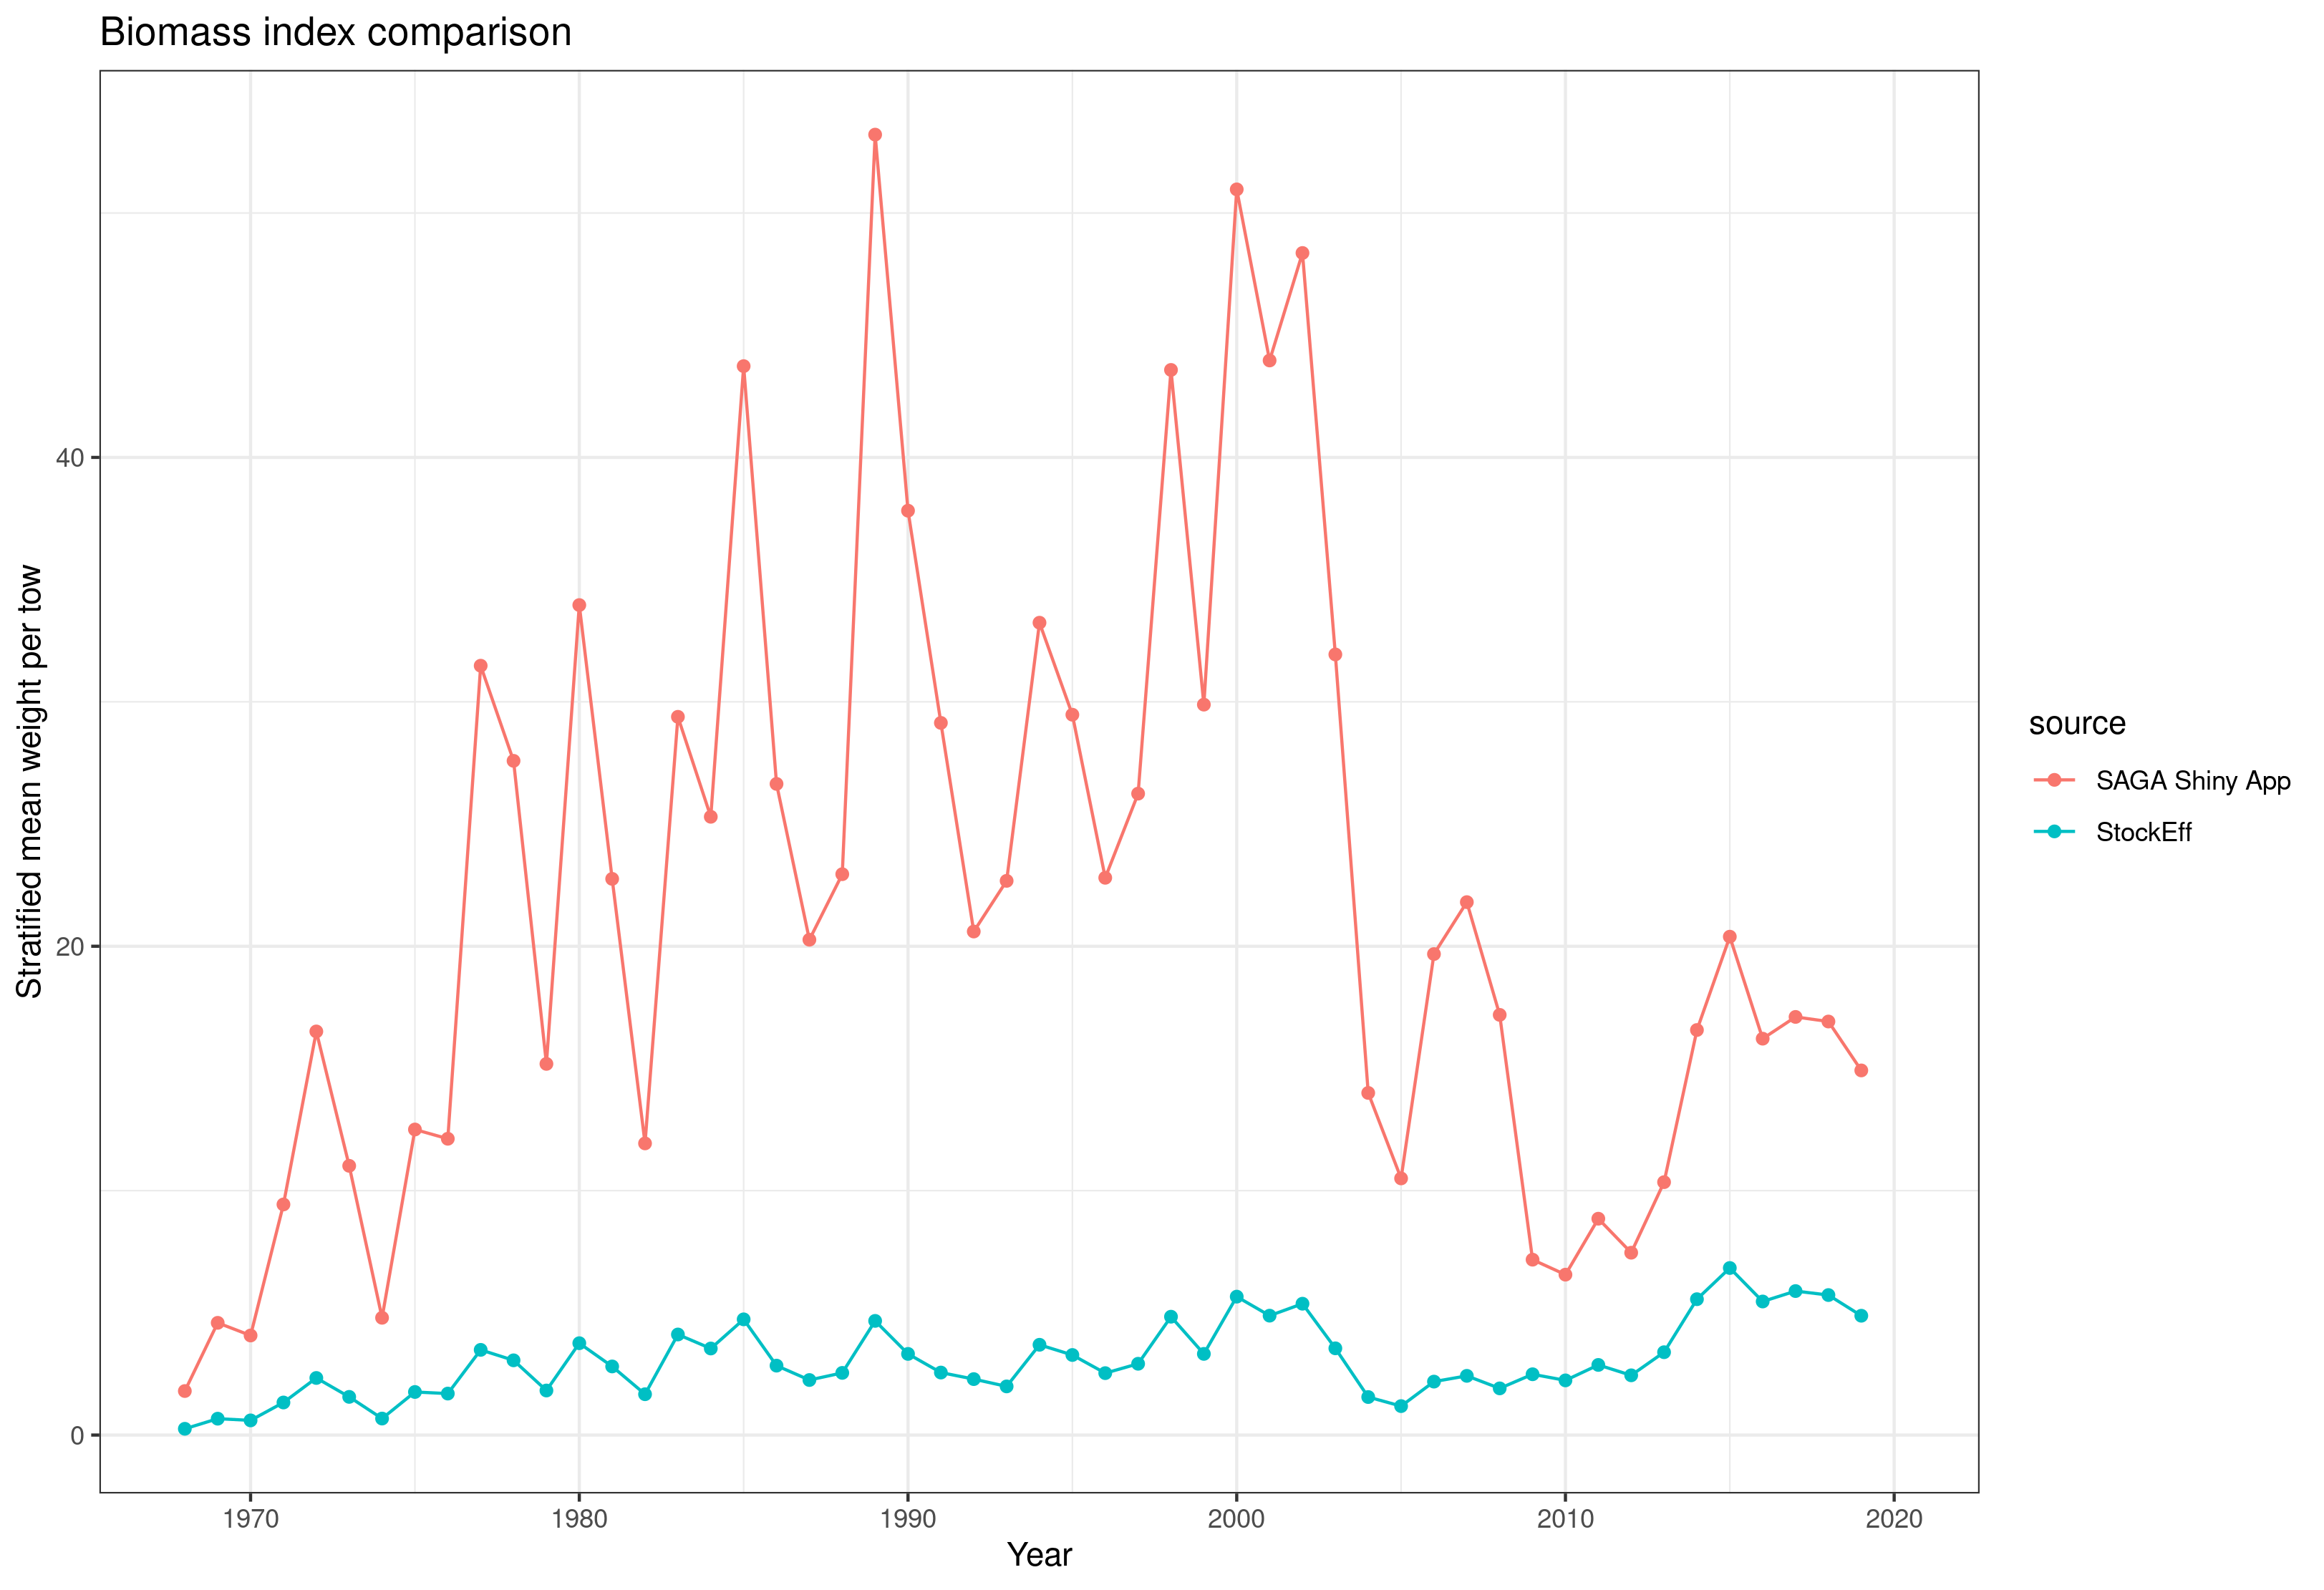 Biomass index comparison
Stratified mean weight per tow
40
20
0
1970
1980
1990
2000
2010
2020
Year
source
SAGA Shiny App
StockEff